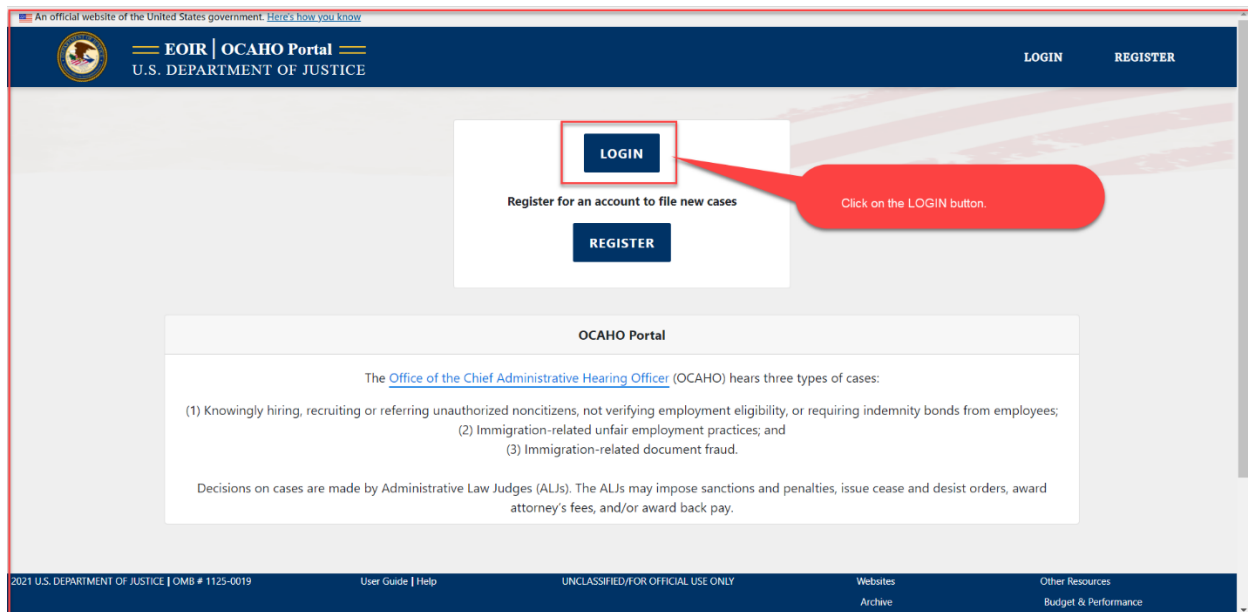 An official website of the United States government. Here's how you know
EOIR | OCAHO Portal
U.S. DEPARTMENT OF JUSTICE
LOGIN REGISTER
LOGIN
Register for an account to file new cases
Click on the LOGIN button.
REGISTER
OCAHO Portal
The Office of the Chief Administrative Hearing Officer (OCAHO) hears three types of cases:
(1) Knowingly hiring, recruiting or referring unauthorized noncitizens, not verifying employment eligibility, or requiring indemnity bonds from employees;
(2) Immigration-related unfair employment practices; and
(3) Immigration-related document fraud.
Decisions on cases are made by Administrative Law Judges (ALJs). The ALJs may impose sanctions and penalties, issue cease and desist orders, award
attorney's fees, and/or award back pay.
2021 U.S. DEPARTMENT OF JUSTICE | OMB # 1125-0019 User Guide | Help UNCLASSIFIED/FOR OFFICIAL USE ONLY Websites Other Resources
Archive Budget & Performance